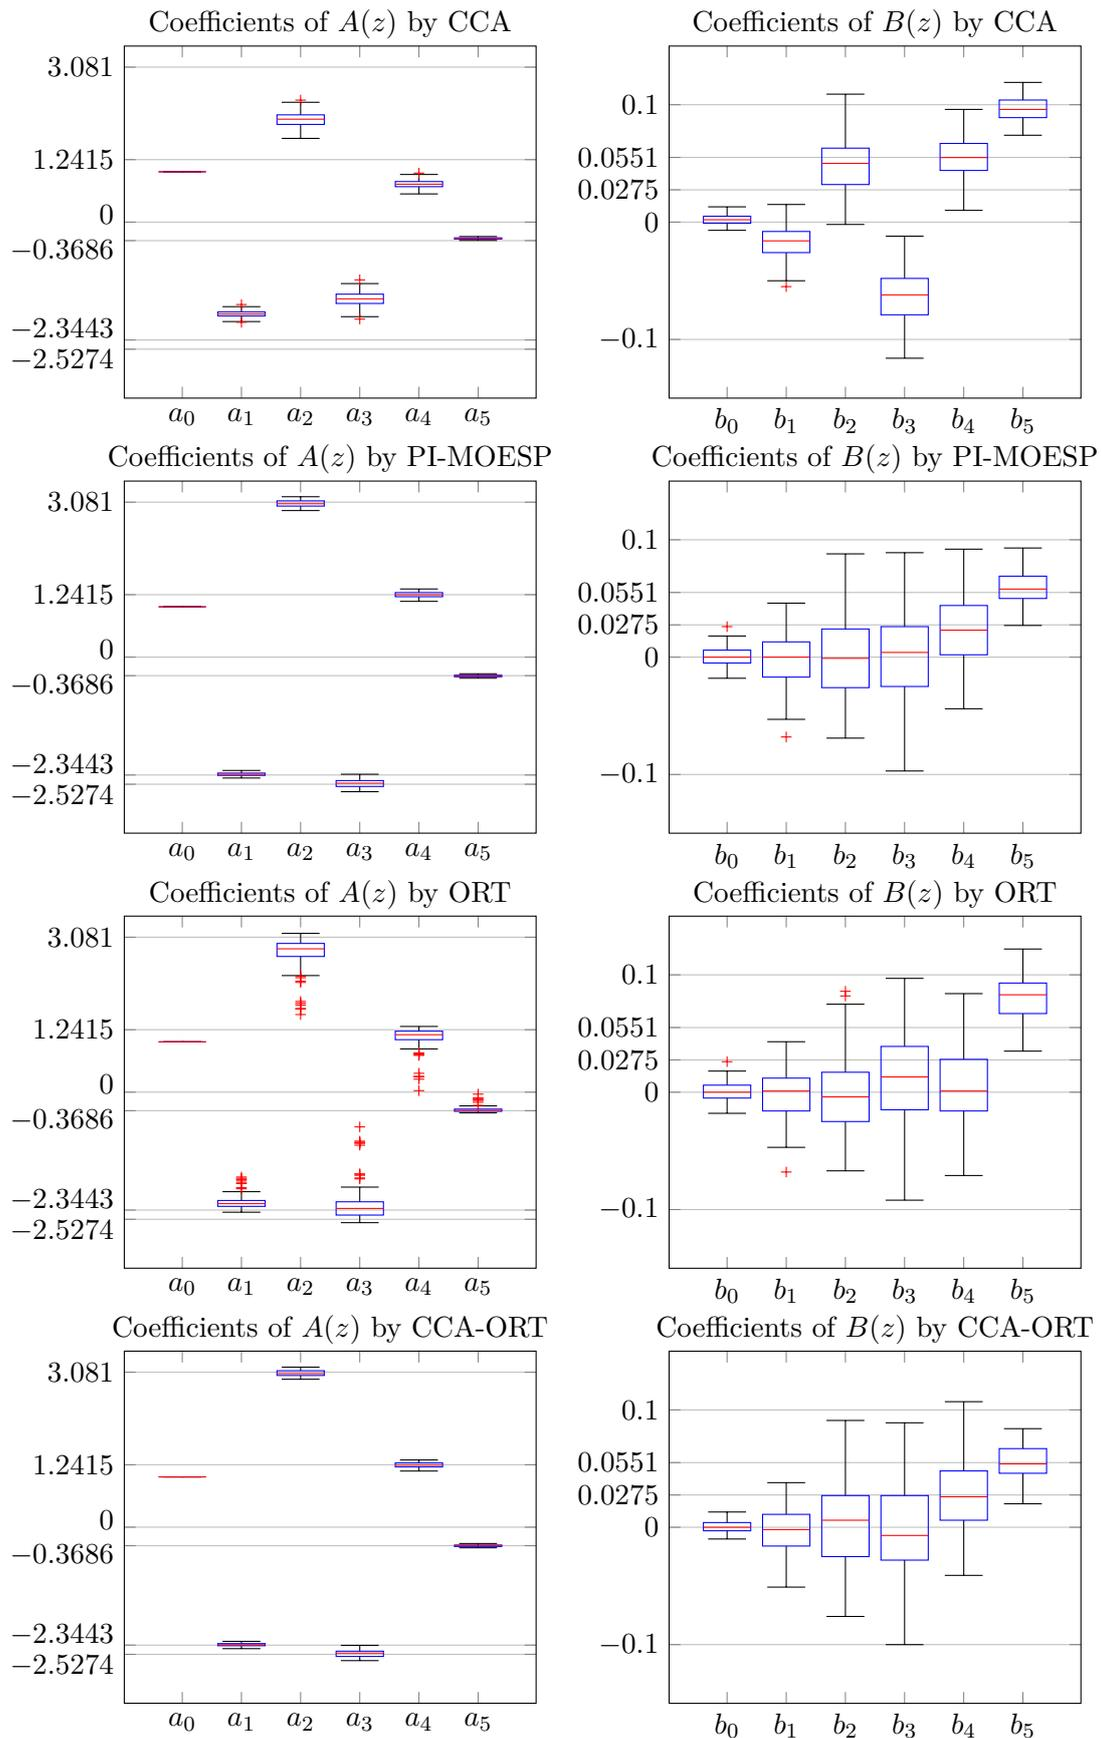 Coefficients of A(z) by CCA
3.081
1.2415
0
−0.3686
−2.3443
−2.5274
a0 a1 a2 a3 a4 a5
Coefficients of B(z) by CCA
0.1
0.0551
0.0275
0
−0.1
b0 b1 b2 b3 b4 b5
Coefficients of A(z) by PI-MOESP
3.081
1.2415
0
−0.3686
−2.3443
−2.5274
a0 a1 a2 a3 a4 a5
Coefficients of B(z) by PI-MOESP
0.1
0.0551
0.0275
0
−0.1
b0 b1 b2 b3 b4 b5
Coefficients of A(z) by ORT
3.081
1.2415
0
−0.3686
−2.3443
−2.5274
a0 a1 a2 a3 a4 a5
Coefficients of B(z) by ORT
0.1
0.0551
0.0275
0
−0.1
b0 b1 b2 b3 b4 b5
Coefficients of A(z) by CCA-ORT
3.081
1.2415
0
−0.3686
−2.3443
−2.5274
a0 a1 a2 a3 a4 a5
Coefficients of B(z) by CCA-ORT
0.1
0.0551
0.0275
0
−0.1
b0 b1 b2 b3 b4 b5